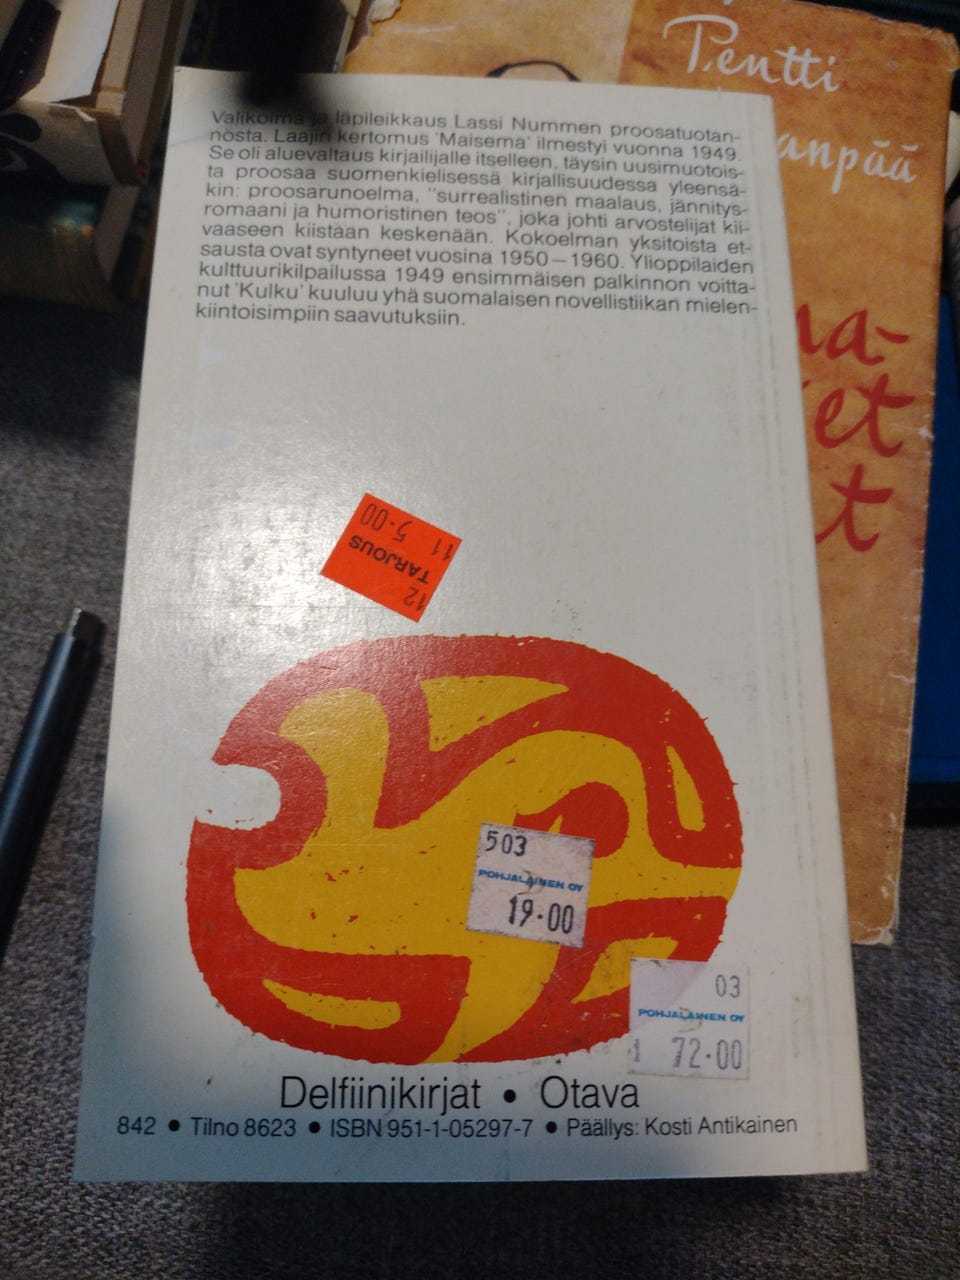 Valikoima ja läpileikkaus Lassi Nummen proosatuotan-
nosta. Laajin kertomus 'Maisema' ilmestyi vuonna 1949.
Se oli aluevaltaus kirjailijalle itselleen, täysin uusimuotois-
ta proosaa suomenkielisessä kirjallisuudessa yleensä-
kin: proosarunoelma, "surrealistinen maalaus, jännitys-
romaani ja humoristinen teos", joka johti arvostelijat kii-
vaaseen kiistaan keskenään. Kokoelman yksitoista et-
sausta ovat syntyneet vuosina 1950–1960. Ylioppilaiden
kulttuurikilpailussa 1949 ensimmäisen palkinnon voitta-
nut 'Kulku' kuuluu yhä suomalaisen novellistiikan mielen-
kiintoisimpiin saavutuksiin.
12
TARJOUS
11 5.00
503
POHJALAINEN OY
19.00
03
POHJALAINEN OY
1 72.00
Delfiinikirjat • Otava
842 • Tilno 8623 • ISBN 951-1-05297-7 • Päällys: Kosti Antikainen
Pentti
anpää
a-
et
t